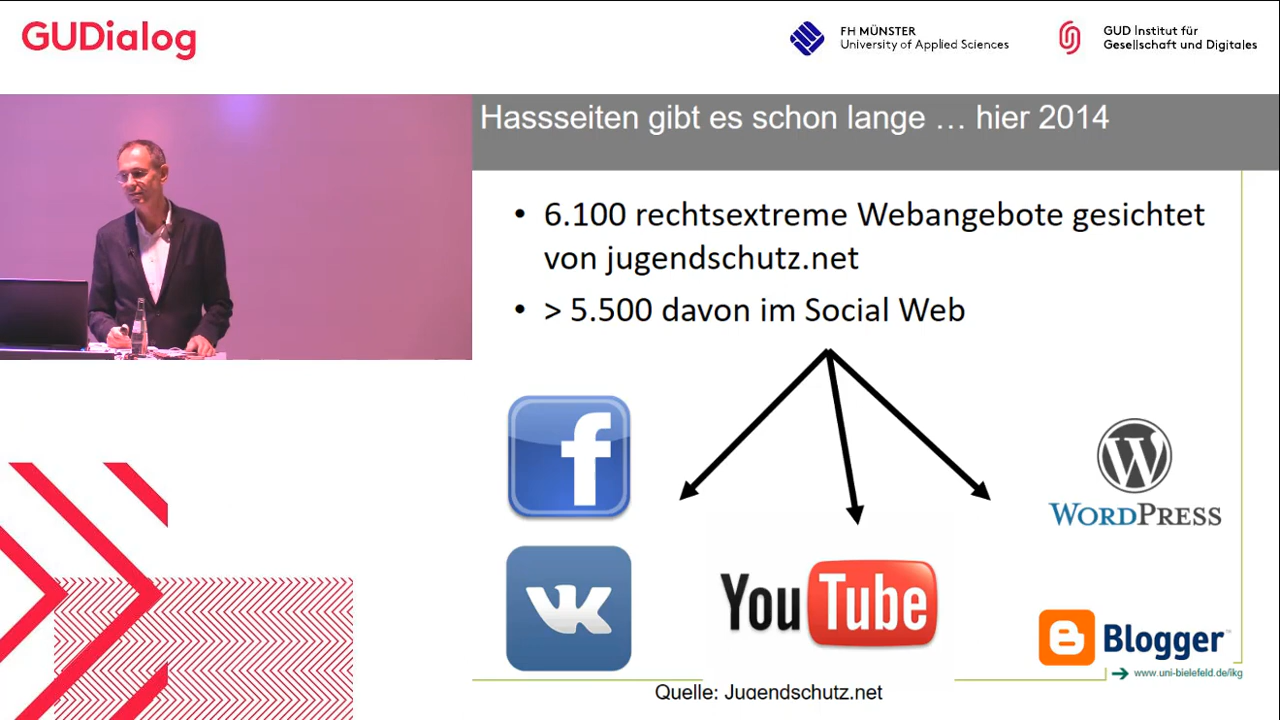 GUDialog
FH MÜNSTER
University of Applied Sciences
GUD Institut für
Gesellschaft und Digitales
Hassseiten gibt es schon lange … hier 2014
• 6.100 rechtsextreme Webangebote gesichtet
von jugendschutz.net
• > 5.500 davon im Social Web
f
W
WORDPRESS
VK
YouTube
B Blogger™
www.uni-bielefeld.de/ikg
Quelle: Jugendschutz.net